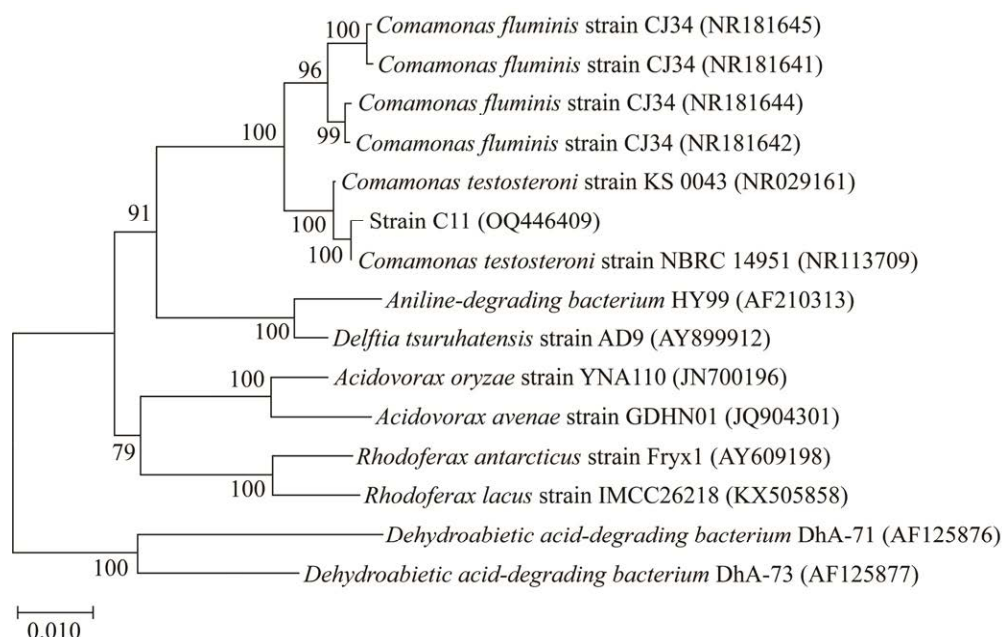 100
Comamonas fluminis strain CJ34 (NR181645)
Comamonas fluminis strain CJ34 (NR181641)
96
Comamonas fluminis strain CJ34 (NR181644)
99
Comamonas fluminis strain CJ34 (NR181642)
100
Comamonas testosteroni strain KS 0043 (NR029161)
100
Strain C11 (OQ446409)
91
100
Comamonas testosteroni strain NBRC 14951 (NR113709)
Aniline-degrading bacterium HY99 (AF210313)
100
Delftia tsuruhatensis strain AD9 (AY899912)
100
Acidovorax oryzae strain YNA110 (JN700196)
Acidovorax avenae strain GDHN01 (JQ904301)
79
Rhodoferax antarcticus strain Fryx1 (AY609198)
100
Rhodoferax lacus strain IMCC26218 (KX505858)
Dehydroabietic acid-degrading bacterium DhA-71 (AF125876)
100
Dehydroabietic acid-degrading bacterium DhA-73 (AF125877)
0.010